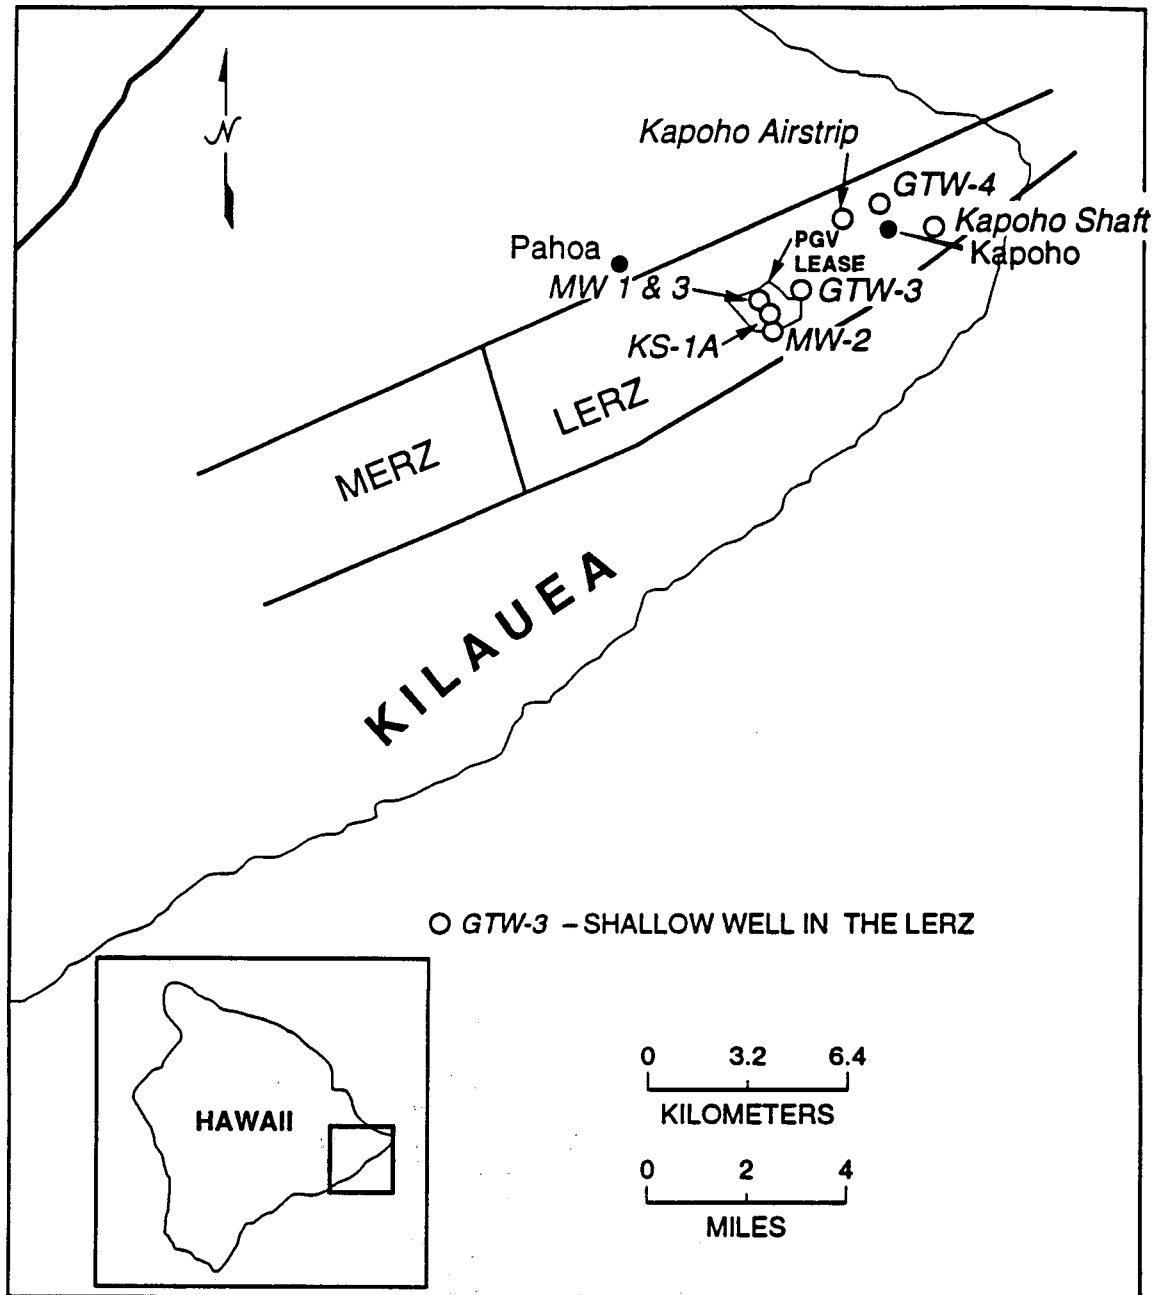 N
Kapoho Airstrip
GTW-4
Kapoho Shaft
Kapoho
Pahoa
PGV
LEASE
MW 1 & 3
GTW-3
KS-1A
MW-2
LERZ
MERZ
KILAUEA
GTW-3 – SHALLOW WELL IN THE LERZ
HAWAII
0 3.2 6.4
KILOMETERS
0 2 4
MILES